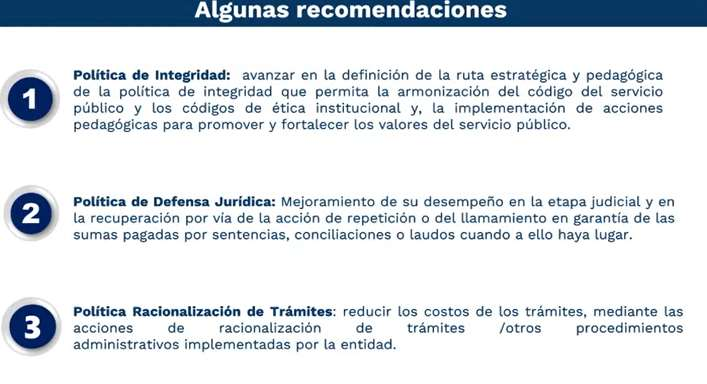 Algunas recomendaciones
1
Política de Integridad: avanzar en la definición de la ruta estratégica y pedagógica
de la política de integridad que permita la armonización del código del servicio
público y los códigos de ética institucional y, la implementación de acciones
pedagógicas para promover y fortalecer los valores del servicio público.
2
Política de Defensa Jurídica: Mejoramiento de su desempeño en la etapa judicial y en
la recuperación por vía de la acción de repetición o del llamamiento en garantía de las
sumas pagadas por sentencias, conciliaciones o laudos cuando a ello haya lugar.
3
Política Racionalización de Trámites: reducir los costos de los trámites, mediante las
acciones de racionalización de trámites /otros procedimientos
administrativos implementadas por la entidad.